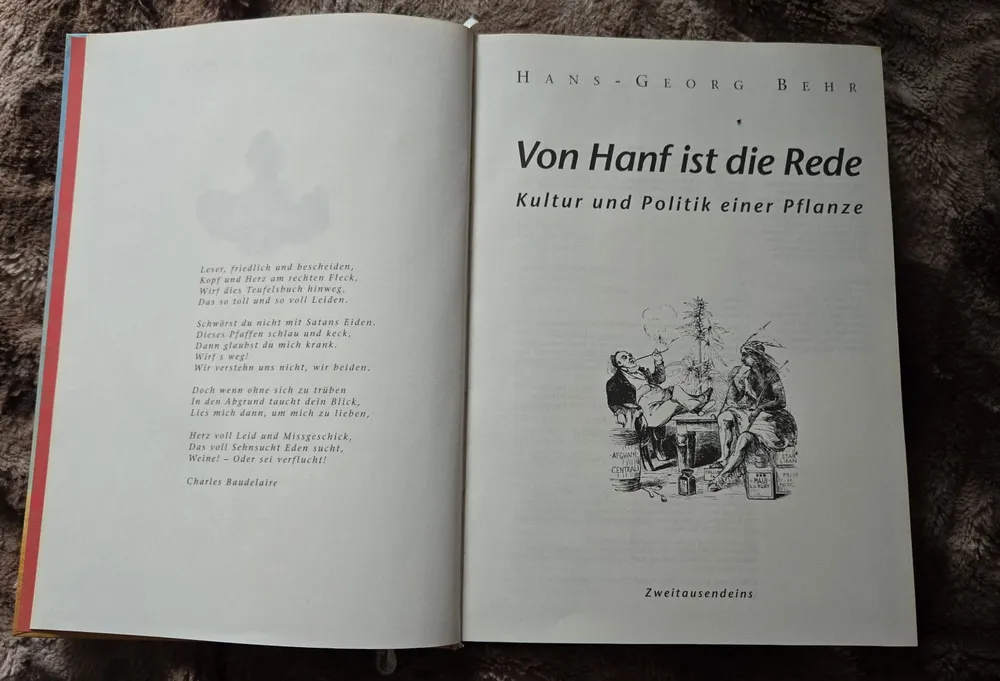 Leser, friedlich und bescheiden,
Kopf und Herz am rechten Fleck,
Wirf dies Teufelsbuch hinweg,
Das so toll und so voll Leiden.
Schwörst du nicht mit Satans Eiden.
Dieses Pfaffen schlau und keck,
Dann glaubst du mich krank.
Wirf s weg!
Wir verstehn uns nicht, wir beiden.
Doch wenn ohne sich zu trüben
In den Abgrund taucht dein Blick,
Lies mich dann, um mich zu lieben,
Herz voll Leid und Missgeschick,
Das voll Sehnsucht Eden sucht,
Weine! – Oder sei verflucht!
Charles Baudelaire
HANS-GEORG BEHR
Von Hanf ist die Rede
Kultur und Politik einer Pflanze
AFGHAN
CENTRAL
MAUI
Zweitausendeins